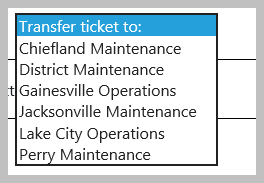 Transfer ticket to:
Chiefland Maintenance
District Maintenance
Gainesville Operations
Jacksonville Maintenance
Lake City Operations
Perry Maintenance